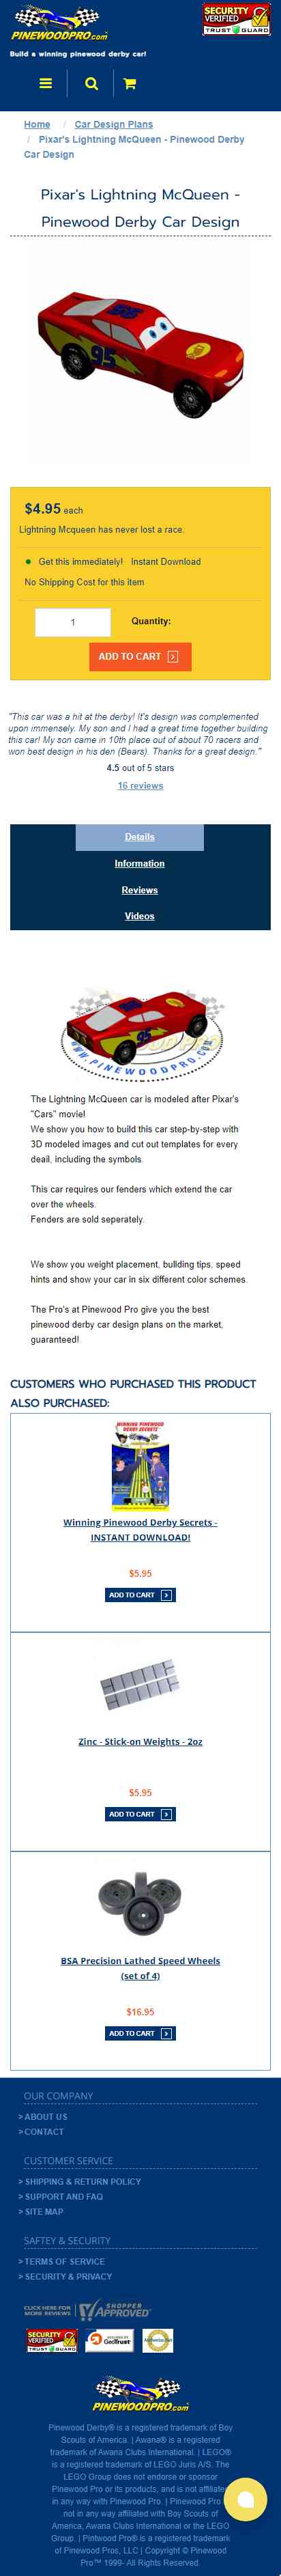 PINEWOODPRO.com
SECURITY
VERIFIED
TRUST GUARD
Build a winning pinewood derby car!
Home / Car Design Plans
/ Pixar's Lightning McQueen - Pinewood Derby
Car Design
Pixar's Lightning McQueen -
Pinewood Derby Car Design
95
95
$4.95 each
Lightning Mcqueen has never lost a race.
Get this immediately! Instant Download
No Shipping Cost for this item
1
Quantity:
ADD TO CART
"This car was a hit at the derby! It's design was complemented
upon immensely. My son and I had a great time together building
this car! My son came in 10th place out of about 70 racers and
won best design in his den (Bears). Thanks for a great design."
4.5 out of 5 stars
16 reviews
Details
Information
Reviews
Videos
95
WWW.PINEWOODPRO.COM
The Lightning McQueen car is modeled after Pixar's
"Cars" movie!
We show you how to build this car step-by-step with
3D modeled images and cut out templates for every
deail, including the symbols.
This car requires our fenders which extend the car
over the wheels.
Fenders are sold seperately.
We show you weight placement, bullding tips, speed
hints and show your car in six different color schemes.
The Pro's at Pinewood Pro give you the best
pinewood derby car design plans on the market,
guaranteed!
CUSTOMERS WHO PURCHASED THIS PRODUCT
ALSO PURCHASED:
WINNING PINEWOOD
DERBY SECRETS
Winning Pinewood Derby Secrets -
INSTANT DOWNLOAD!
$5.95
ADD TO CART
Zinc - Stick-on Weights - 2oz
$5.95
ADD TO CART
BSA Precision Lathed Speed Wheels
(set of 4)
$16.95
ADD TO CART
OUR COMPANY
> ABOUT US
> CONTACT
CUSTOMER SERVICE
> SHIPPING & RETURN POLICY
> SUPPORT AND FAQ
> SITE MAP
SAFTEY & SECURITY
> TERMS OF SERVICE
> SECURITY & PRIVACY
CLICK HERE FOR
MORE REVIEWS
SHOPPER
APPROVED
SECURITY
VERIFIED
TRUST GUARD
GeoTrust
Authorize.Net
PINEWOODPRO.com
Pinewood Derby® is a registered trademark of Boy
Scouts of America. | Awana® is a registered
trademark of Awana Clubs International. | LEGO®
is a registered trademark of LEGO Juris A/S. The
LEGO Group does not endorse or sponsor
Pinewood Pro or its products, and is not affiliated
in any way with Pinewood Pro. | Pinewood Pro
not in any way affiliated with Boy Scouts of
America, Awana Clubs International or the LEGO
Group. | Pintwood Pro® is a registered trademark
of Pinewood Pros, LLC | Copyright © Pinewood
Pro™ 1999- All Rights Reserved.